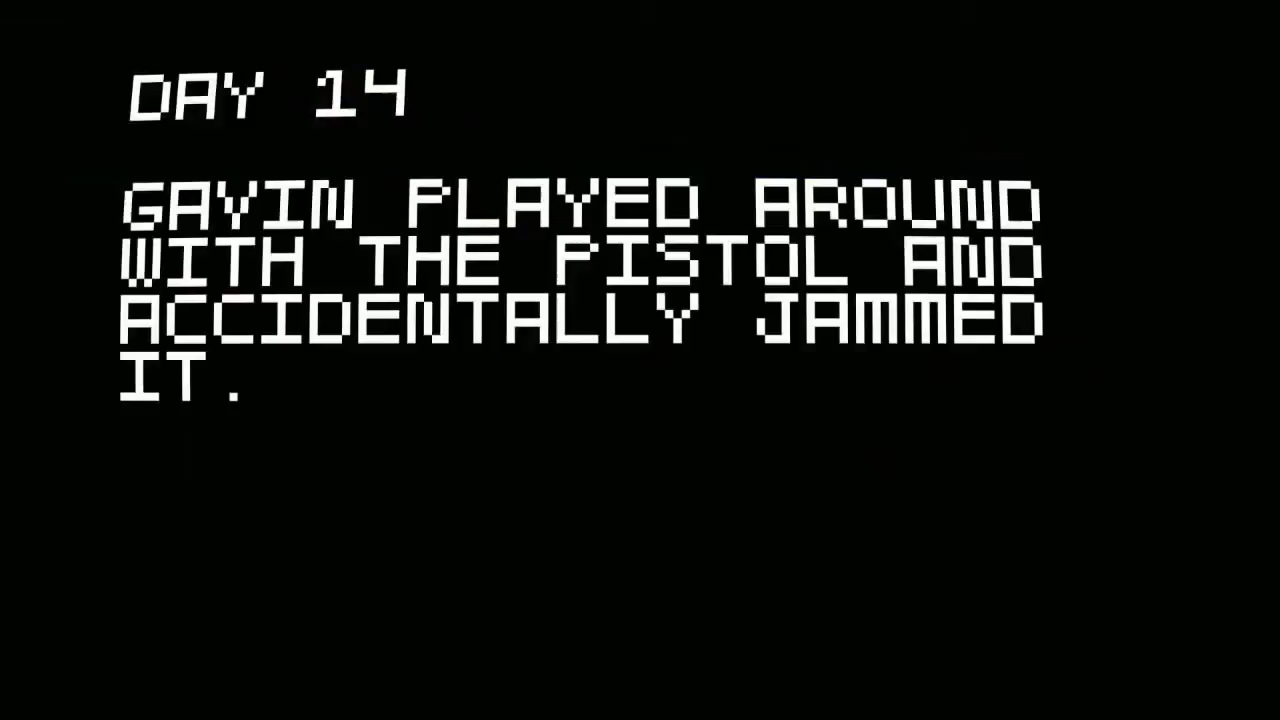 DAY 14
GAVIN PLAYED AROUND
WITH THE PISTOL AND
ACCIDENTALLY JAMMED
IT.